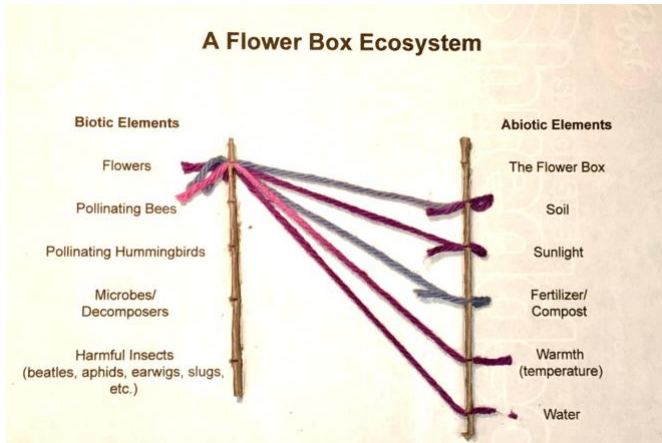 A Flower Box Ecosystem
Biotic Elements
Flowers
Pollinating Bees
Pollinating Hummingbirds
Microbes/
Decomposers
Harmful Insects
(beatles, aphids, earwigs, slugs,
etc.)
Abiotic Elements
The Flower Box
Soil
Sunlight
Fertilizer/
Compost
Warmth
(temperature)
Water